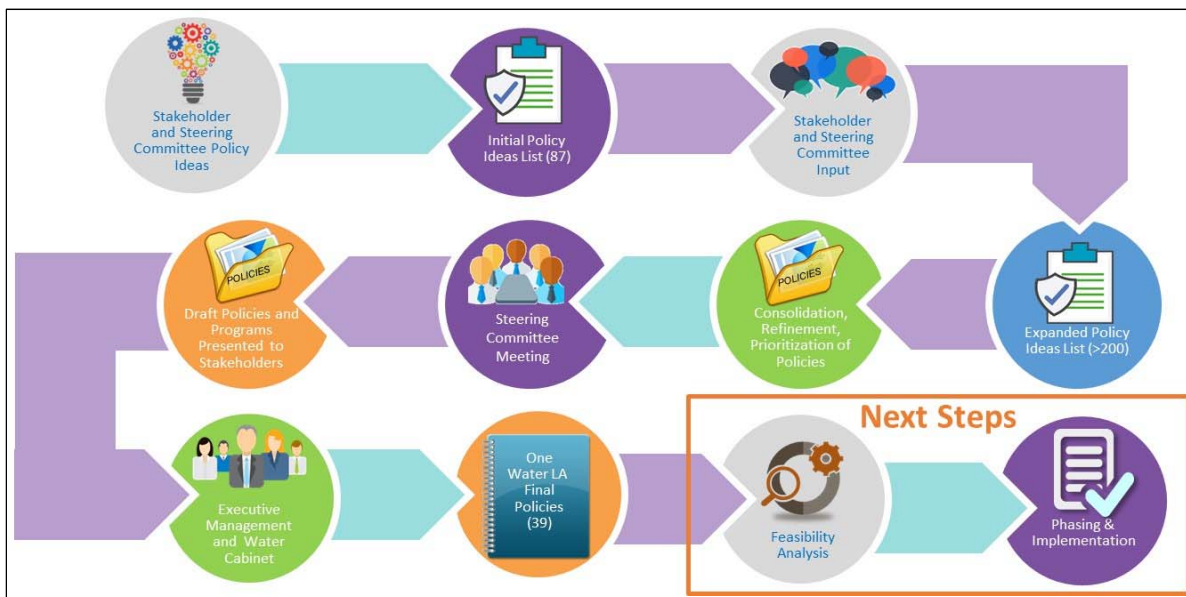 Stakeholder
and Steering
Committee Policy
Ideas
Initial Policy
Ideas List (87)
Stakeholder
and Steering
Committee
Input
Expanded Policy
Ideas List (>200)
POLICIES
Consolidation,
Refinement,
Prioritization of
Policies
Steering
Committee
Meeting
POLICIES
Draft Policies and
Programs
Presented to
Stakeholders
Executive
Management
and Water
Cabinet
One
Water LA
Final
Policies
(39)
Next Steps
Feasibility
Analysis
Phasing &
Implementation